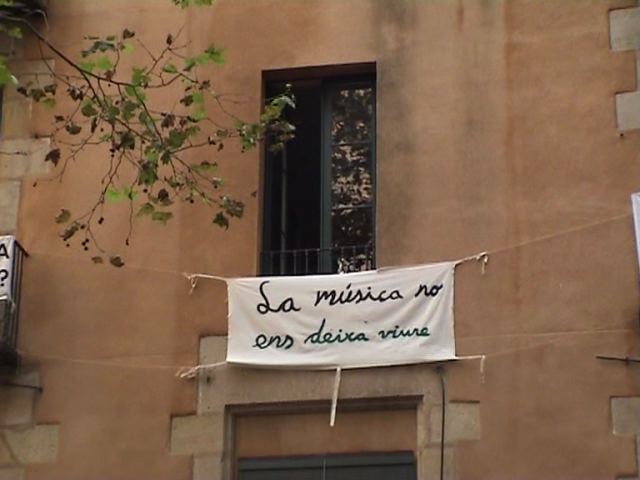 La música no
ens deixa viure
A
?